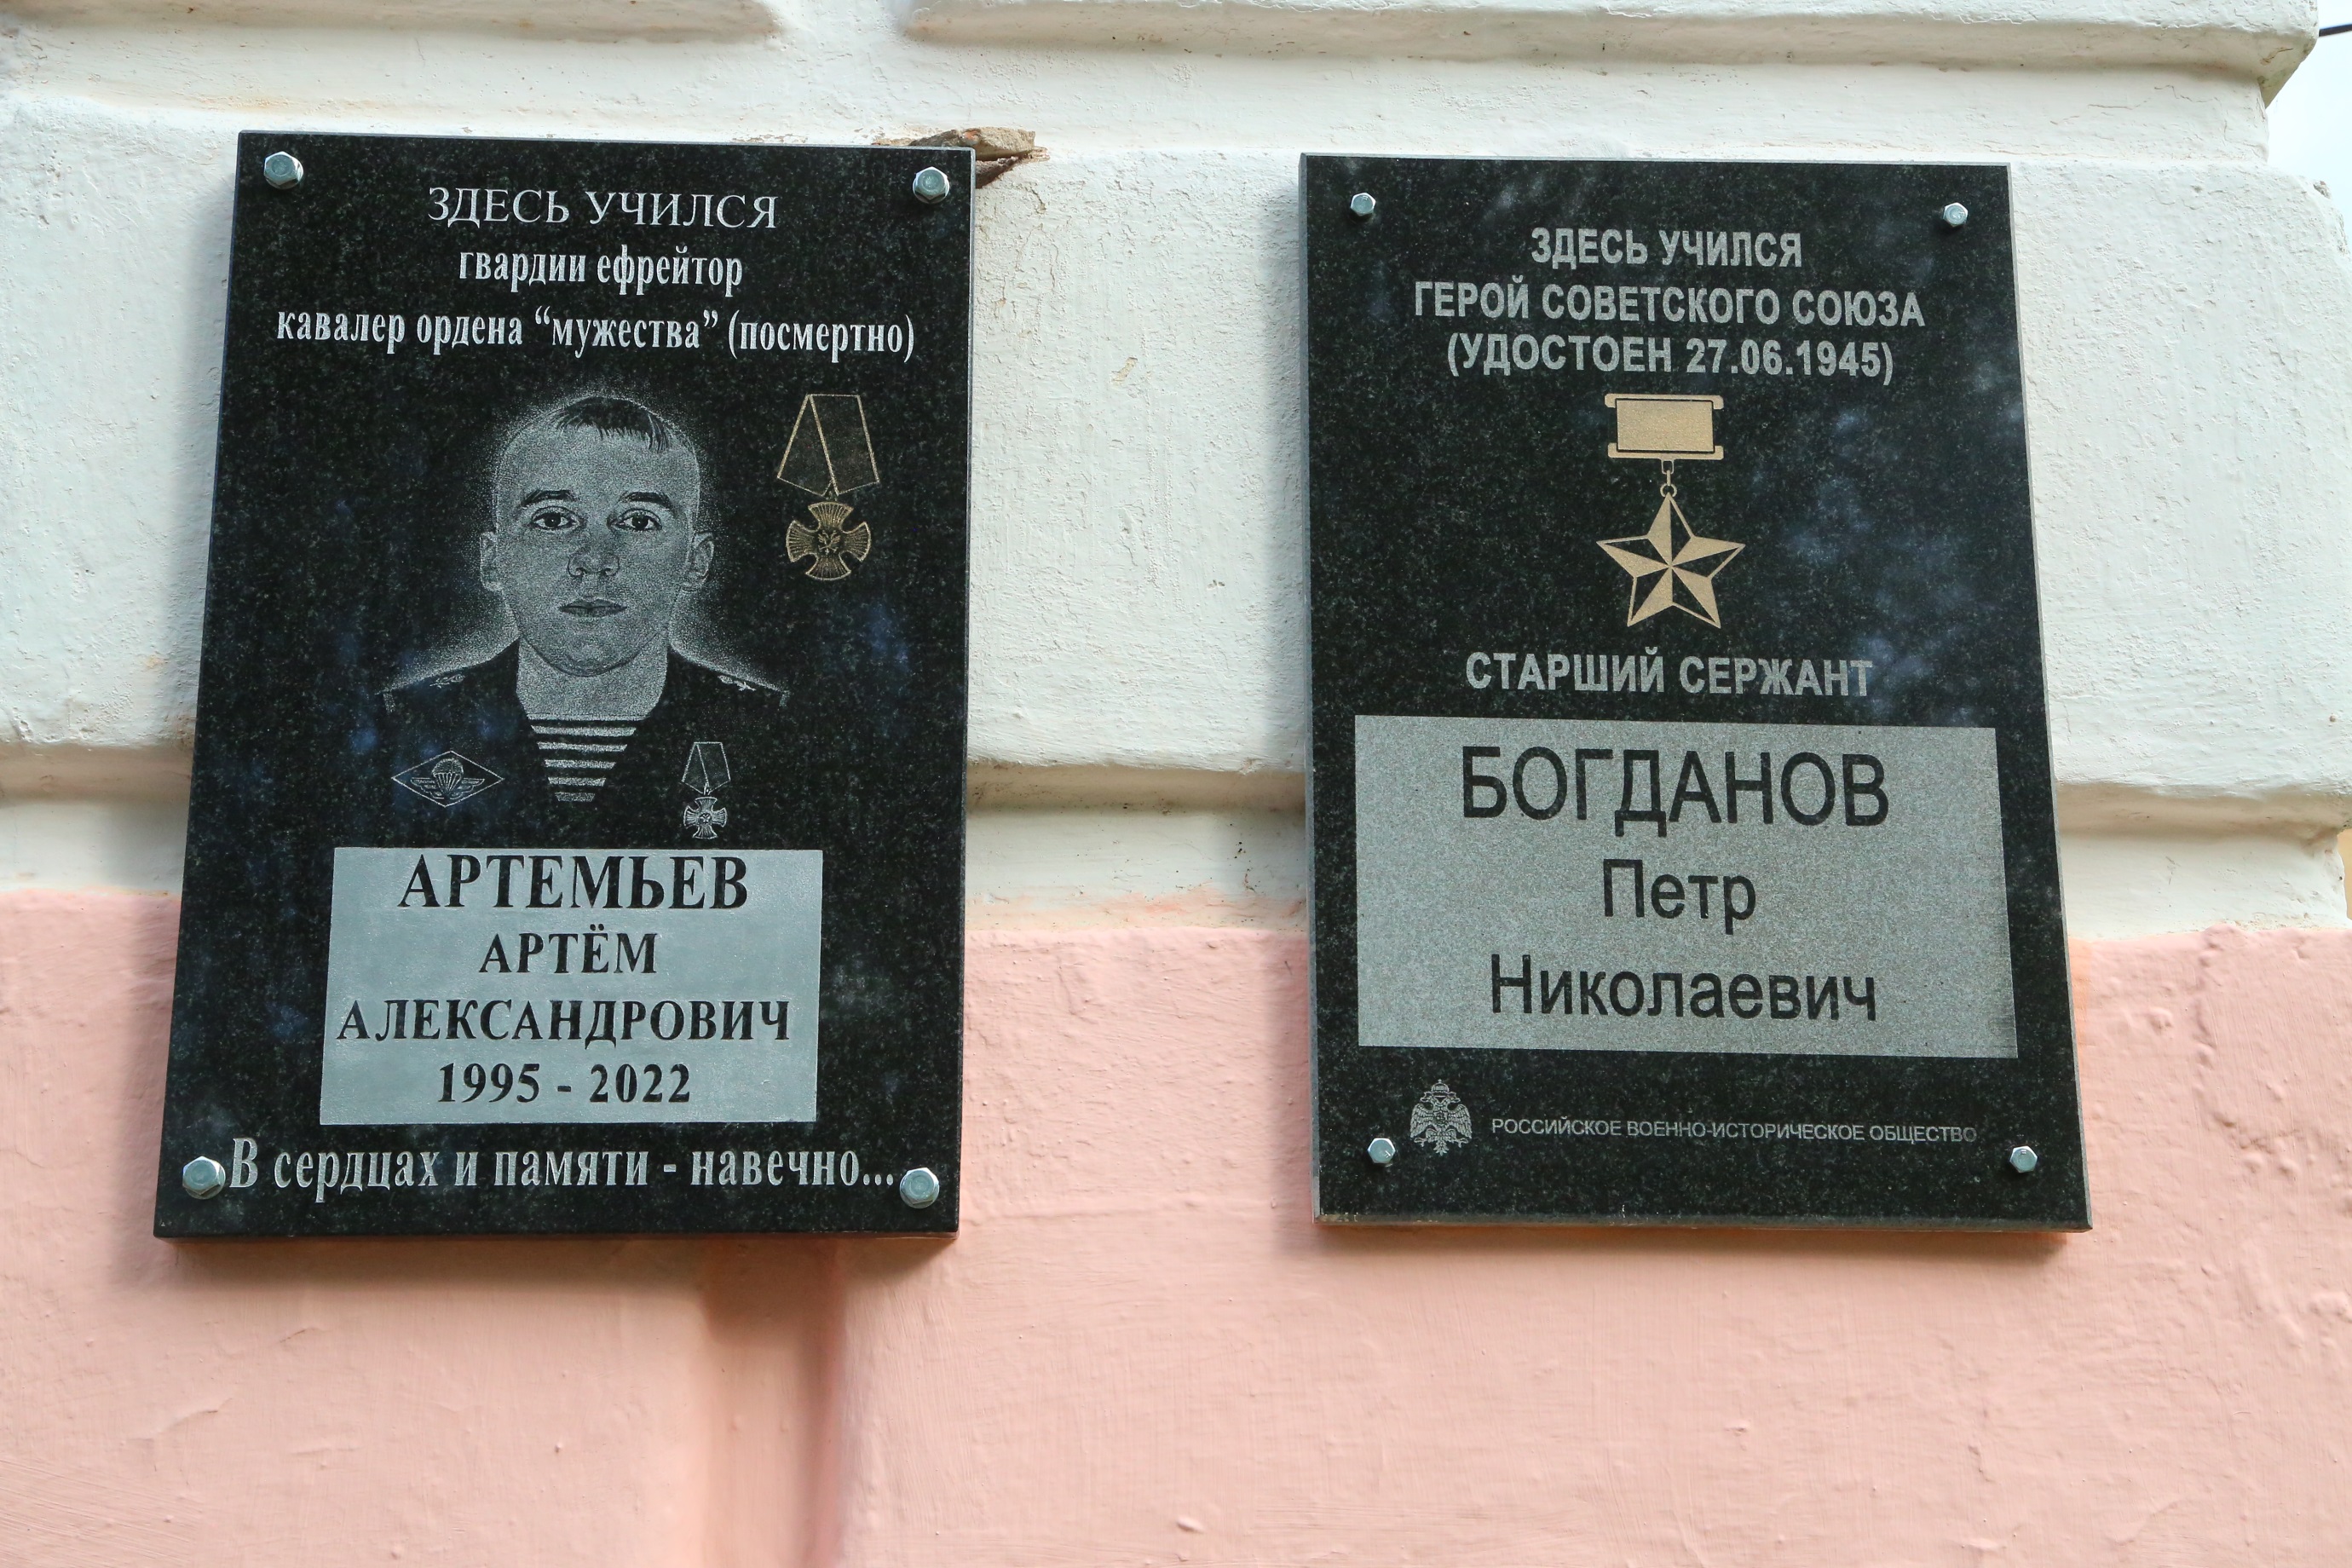 ЗДЕСЬ УЧИЛСЯ
гвардии ефрейтор
кавалер ордена “мужества” (посмертно)
АРТЕМЬЕВ
АРТЁМ
АЛЕКСАНДРОВИЧ
1995 - 2022
В сердцах и памяти - навечно...
ЗДЕСЬ УЧИЛСЯ
ГЕРОЙ СОВЕТСКОГО СОЮЗА
(УДОСТОЕН 27.06.1945)
СТАРШИЙ СЕРЖАНТ
БОГДАНОВ
Петр
Николаевич
РОССИЙСКОЕ ВОЕННО-ИСТОРИЧЕСКОЕ ОБЩЕСТВО